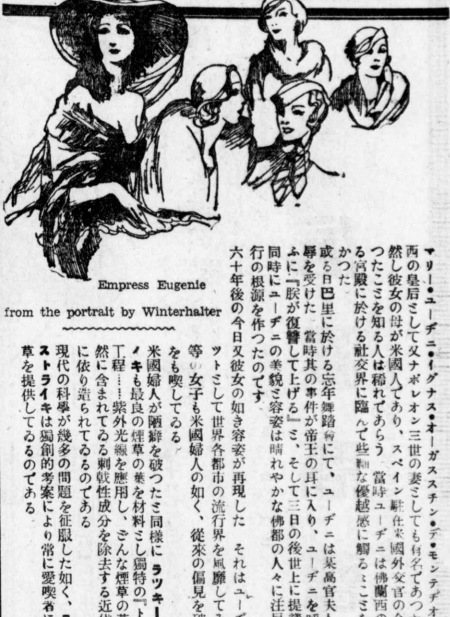 Empress Eugenie
from the portrait by Winterhalter
マリー・ユーヂニ・イグナス・オーガスチン・デ・モンテヂオ
西の皇后として又ナポレオン三世の妻としても有名であつ
然し彼女の母が米國人であり、スペイン駐在米國外交官の
つたことを知る人は稀れであらう 當時ユーヂニは佛蘭西の
る宮殿に於ける社交界に臨んで些細な優越感に觸ることな
かつた
或る日巴里に於ける忘年舞踏會にて、ユーヂニは某高官夫
辱を受けた 當時其の事件が帝王の耳に入り、ユーヂニを
ふに『朕が復讐して上げる』と、そして三日の後世上に提
同時にユーヂニの美貌と容姿は晴れやかな佛都の人々に注
行の根源を作つたのです
六十年後の今日又彼女の如き容姿が再現した それはユーヂ
ツトとして世界各都市の流行界を風靡して
等の女子も米國婦人の如く、從來の偏見を
をも喫してゐる
米國婦人が陋癖を破つたと同樣にラツキー
イキも最良の煙草の葉を材料とし獨特の『ト
工程……紫外光線を應用し、どんな煙草の葉
然に含まれてゐる刺戟性成分を除去する近
に依り造られてゐるのである
現代の科學が幾多の問題を征服した如く、
ストライキは獨創的考案により常に愛喫者
草を提供してゐるのである